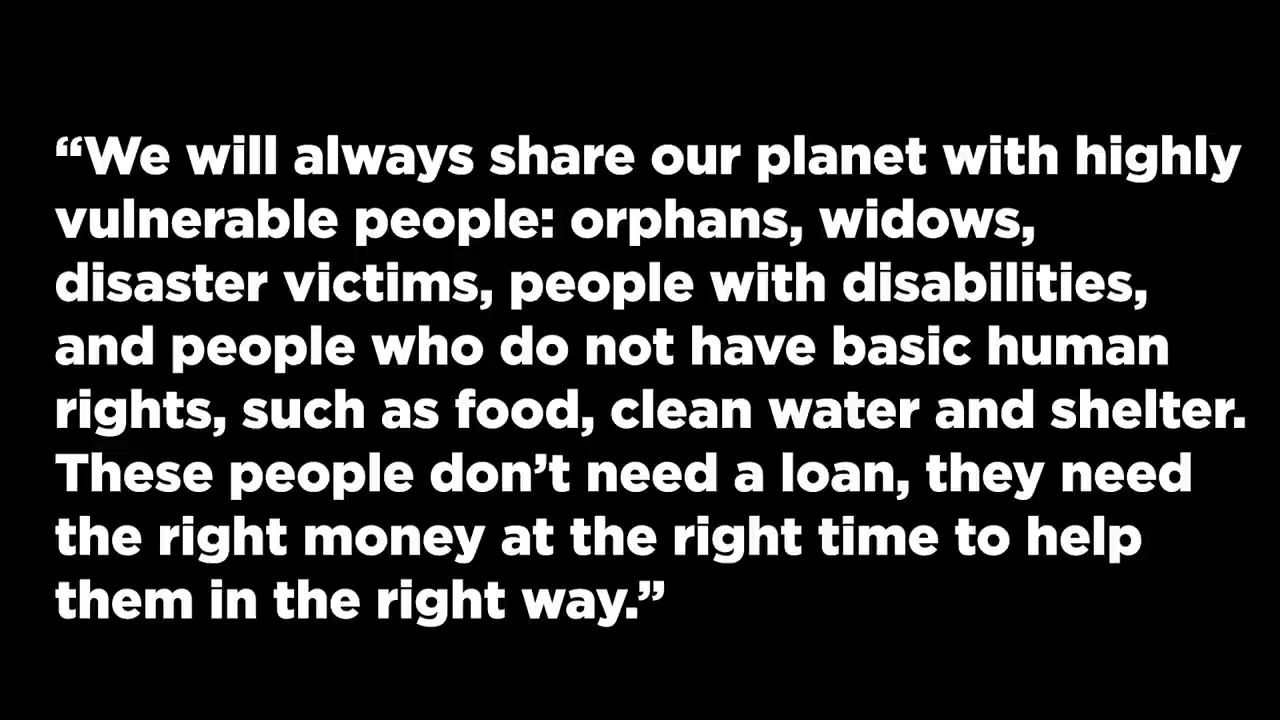 “We will always share our planet with highly
vulnerable people: orphans, widows,
disaster victims, people with disabilities,
and people who do not have basic human
rights, such as food, clean water and shelter.
These people don’t need a loan, they need
the right money at the right time to help
them in the right way.”